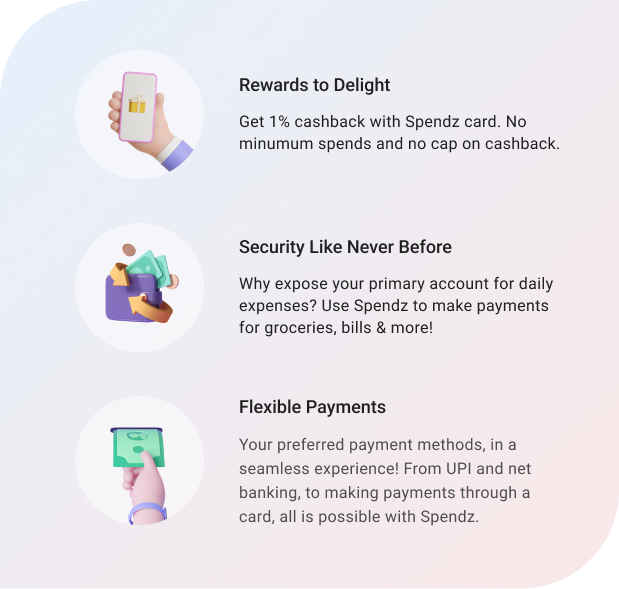 Rewards to Delight
Get 1% cashback with Spendz card. No
minumum spends and no cap on cashback.
Security Like Never Before
Why expose your primary account for daily
expenses? Use Spendz to make payments
for groceries, bills & more!
Flexible Payments
Your preferred payment methods, in a
seamless experience! From UPI and net
banking, to making payments through a
card, all is possible with Spendz.